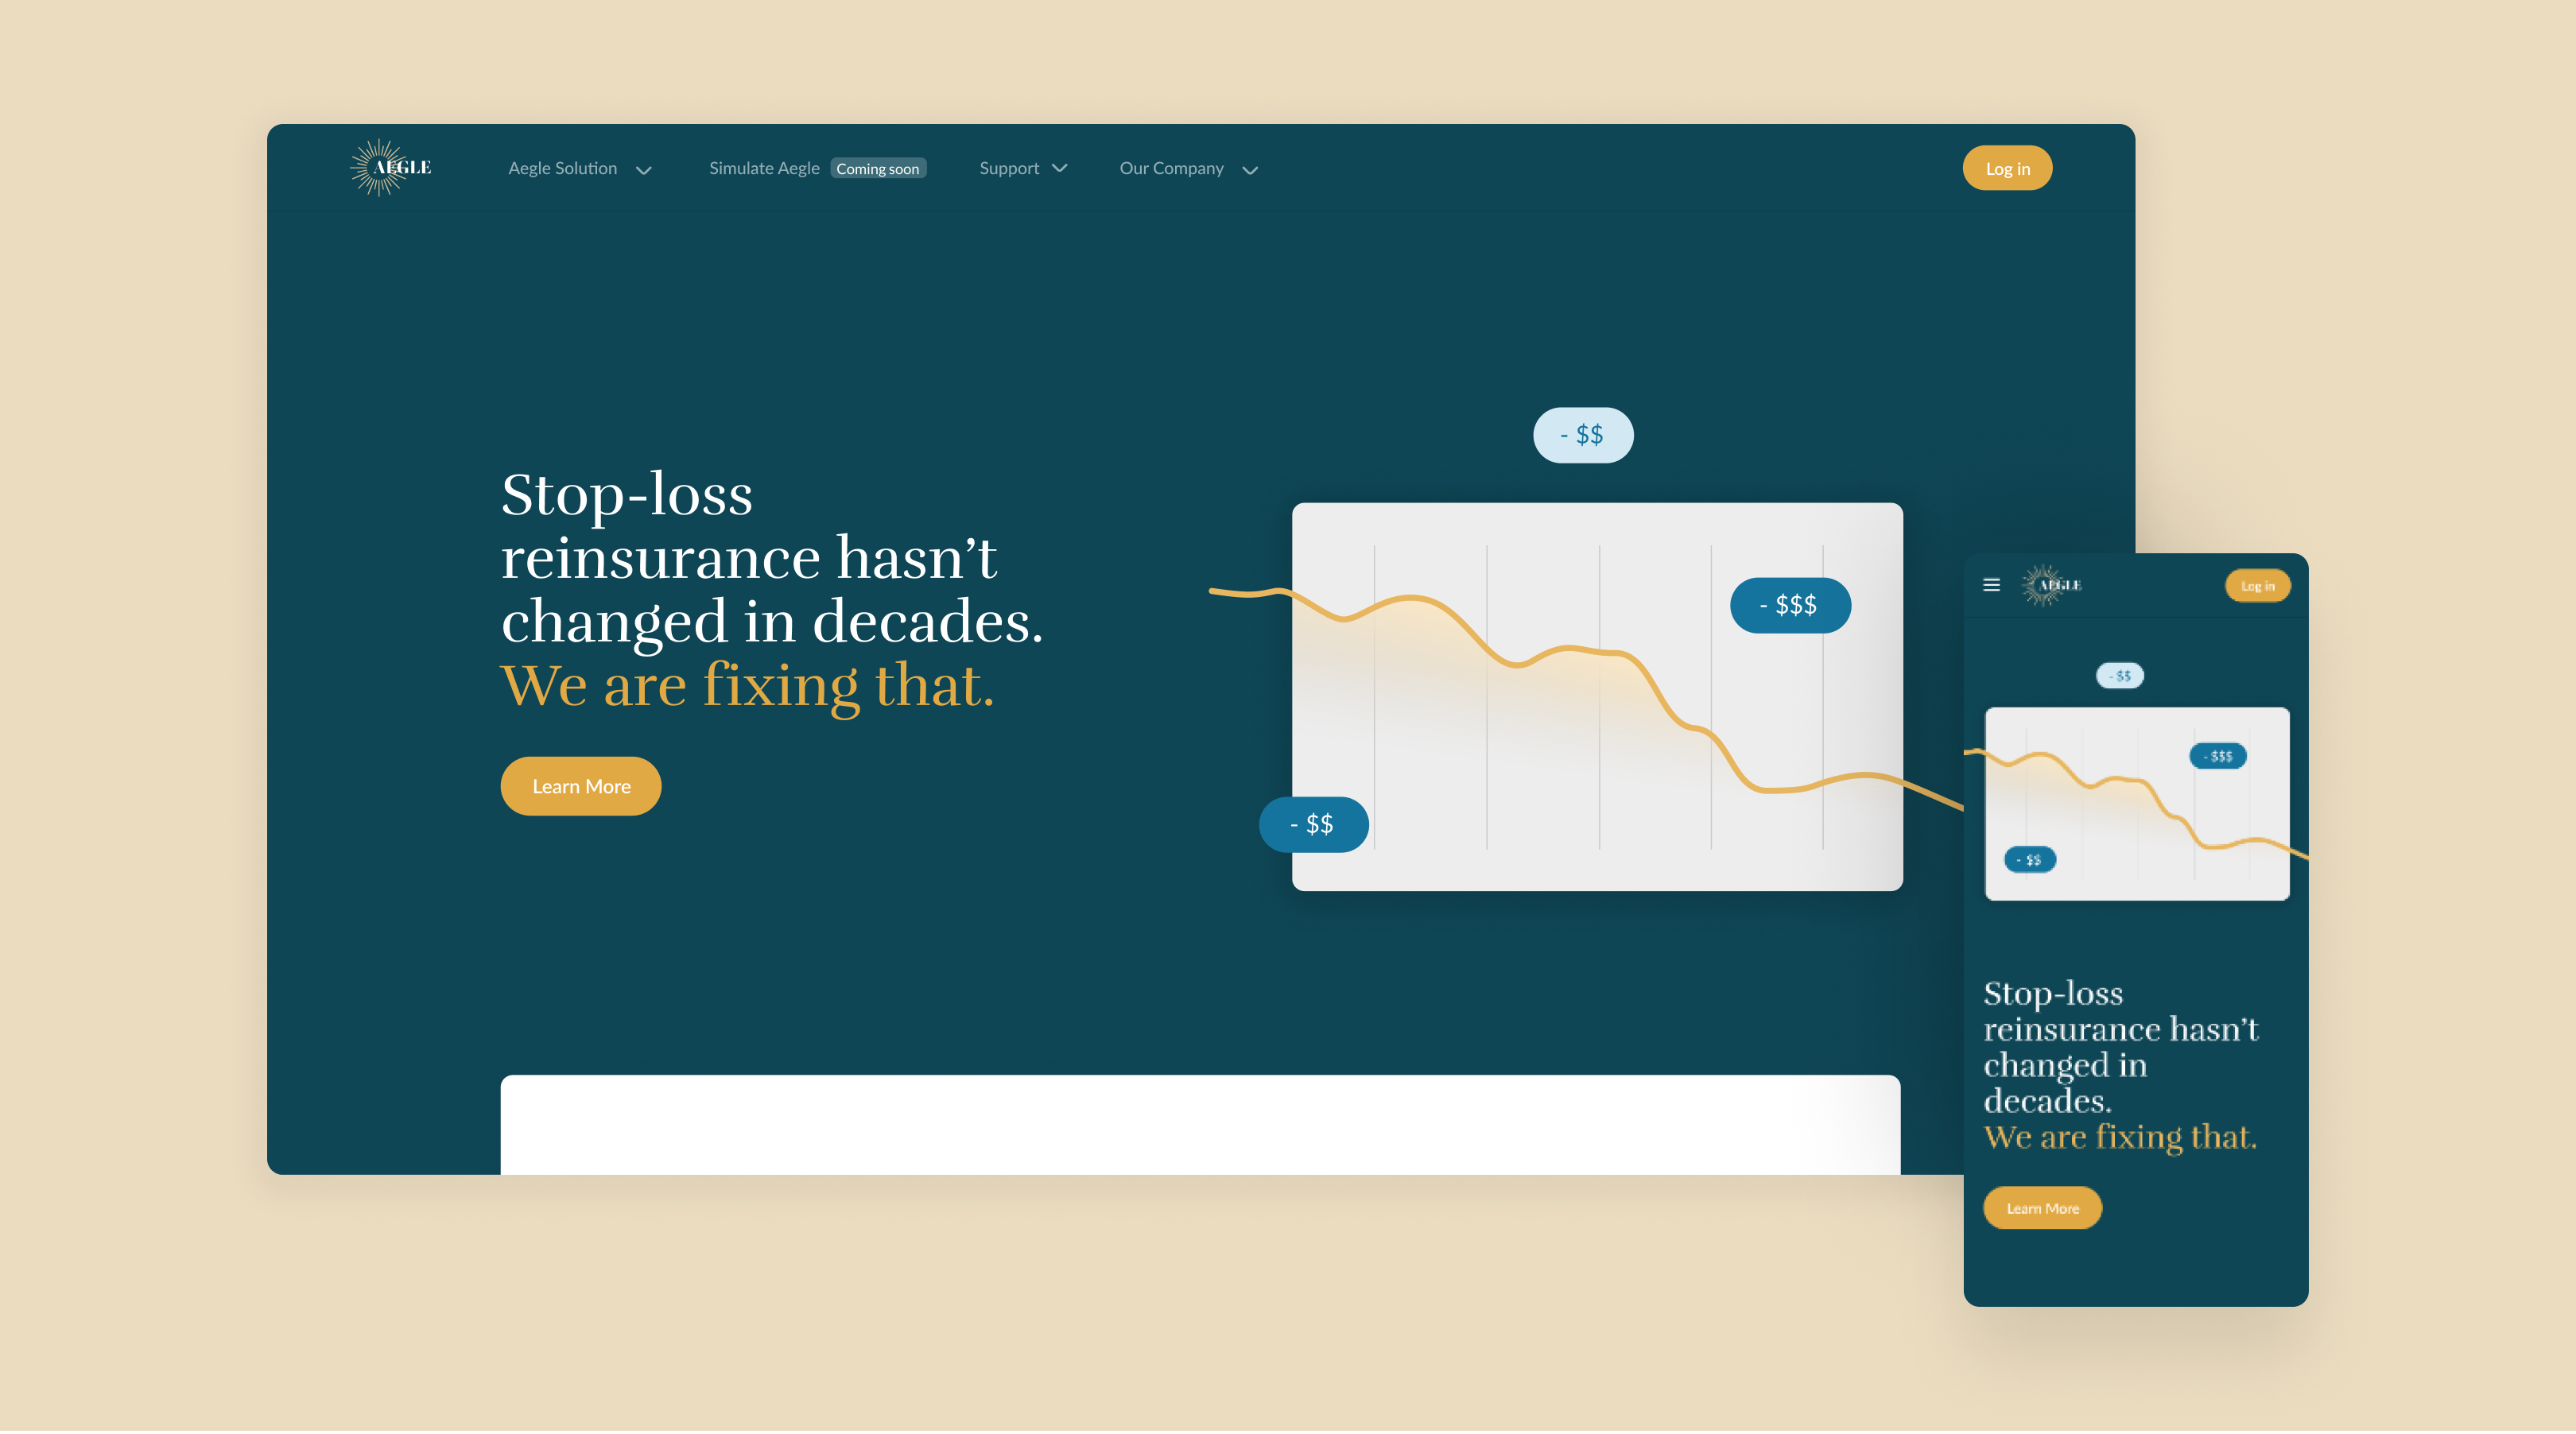 AEGLE
Aegle Solution
Simulate Aegle
Coming soon
Support
Our Company
Log in
Stop-loss
reinsurance hasn’t
changed in decades.
We are fixing that.
Learn More
- $$
- $$$
- $$
AEGLE
Log in
- $$
- $$$
- $$
Stop-loss
reinsurance hasn’t
changed in
decades.
We are fixing that.
Learn More